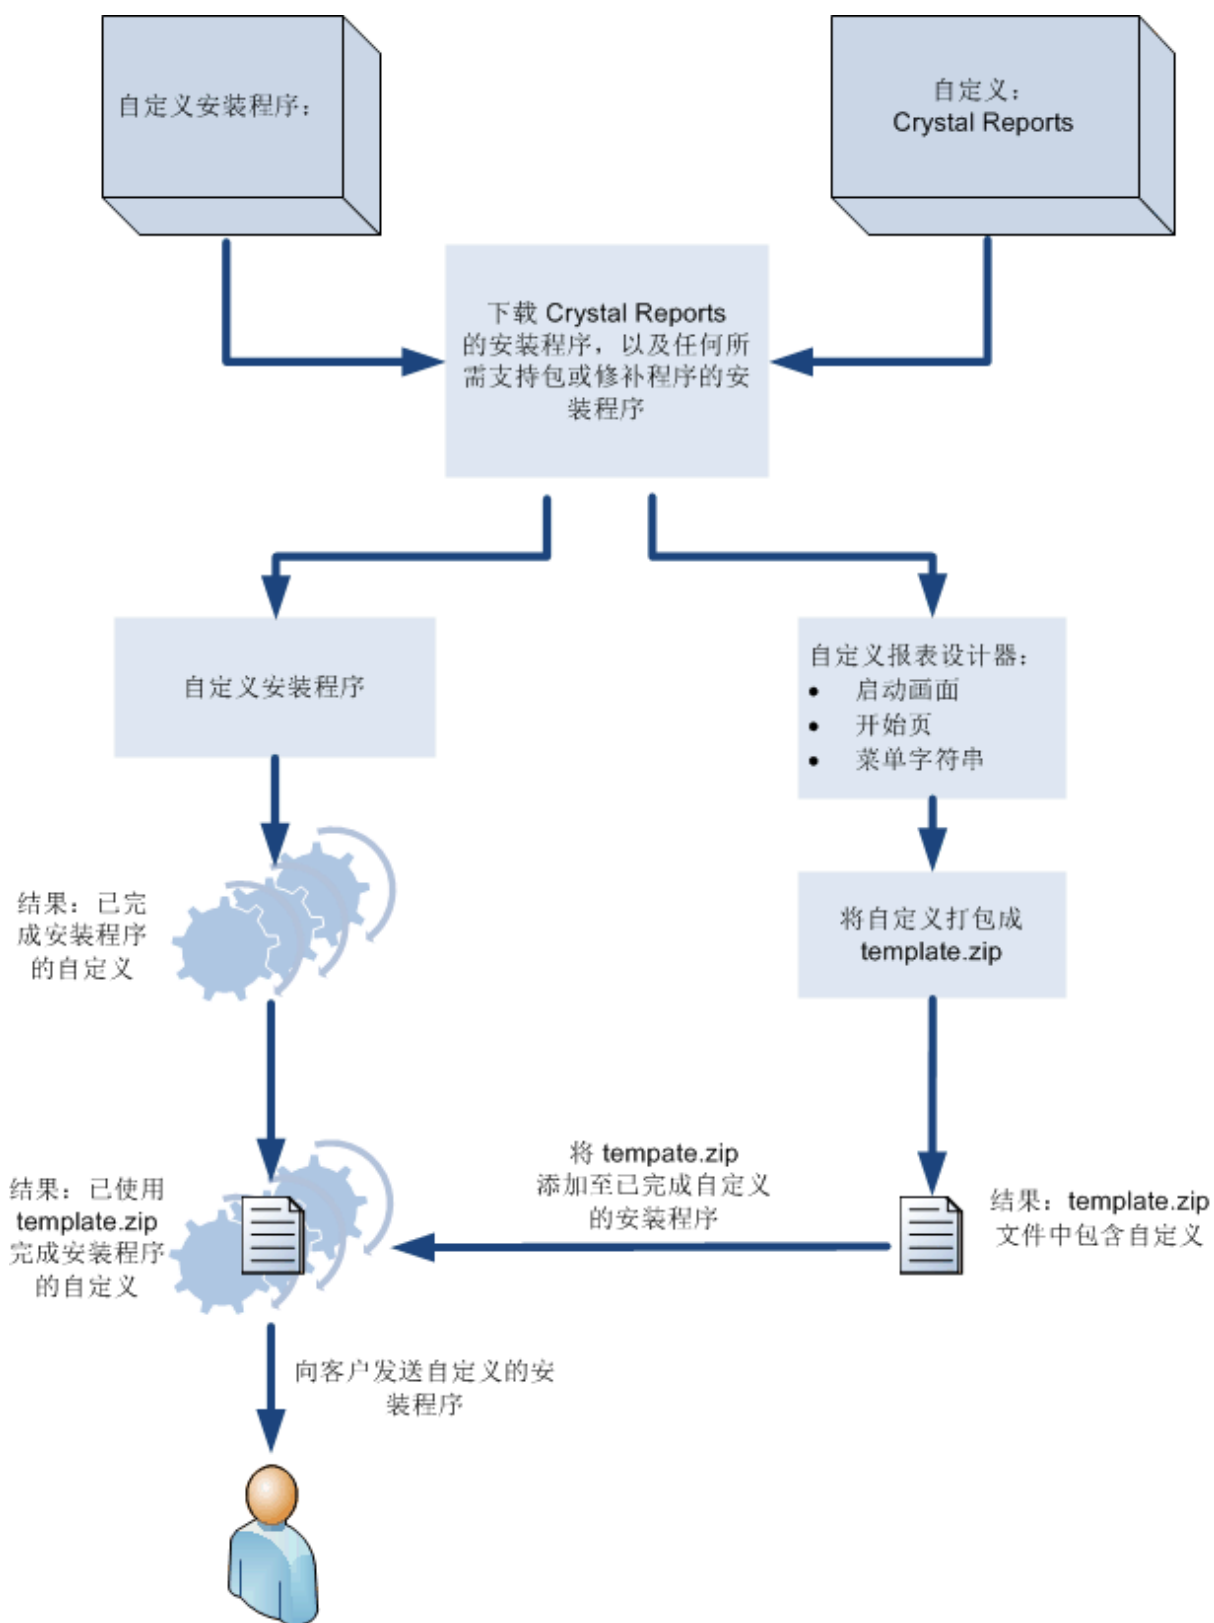 自定义安装程序：
自定义：
Crystal Reports
下载 Crystal Reports
的安装程序，以及任何所
需支持包或修补程序的安
装程序
自定义安装程序
自定义报表设计器：
• 启动画面
• 开始页
• 菜单字符串
结果：已完
成安装程序
的自定义
将自定义打包成
template.zip
将 tempate.zip
添加至已完成自定义
的安装程序
结果：已使用
template.zip
完成安装程序
的自定义
结果：template.zip
文件中包含自定义
向客户发送自定义的安
装程序